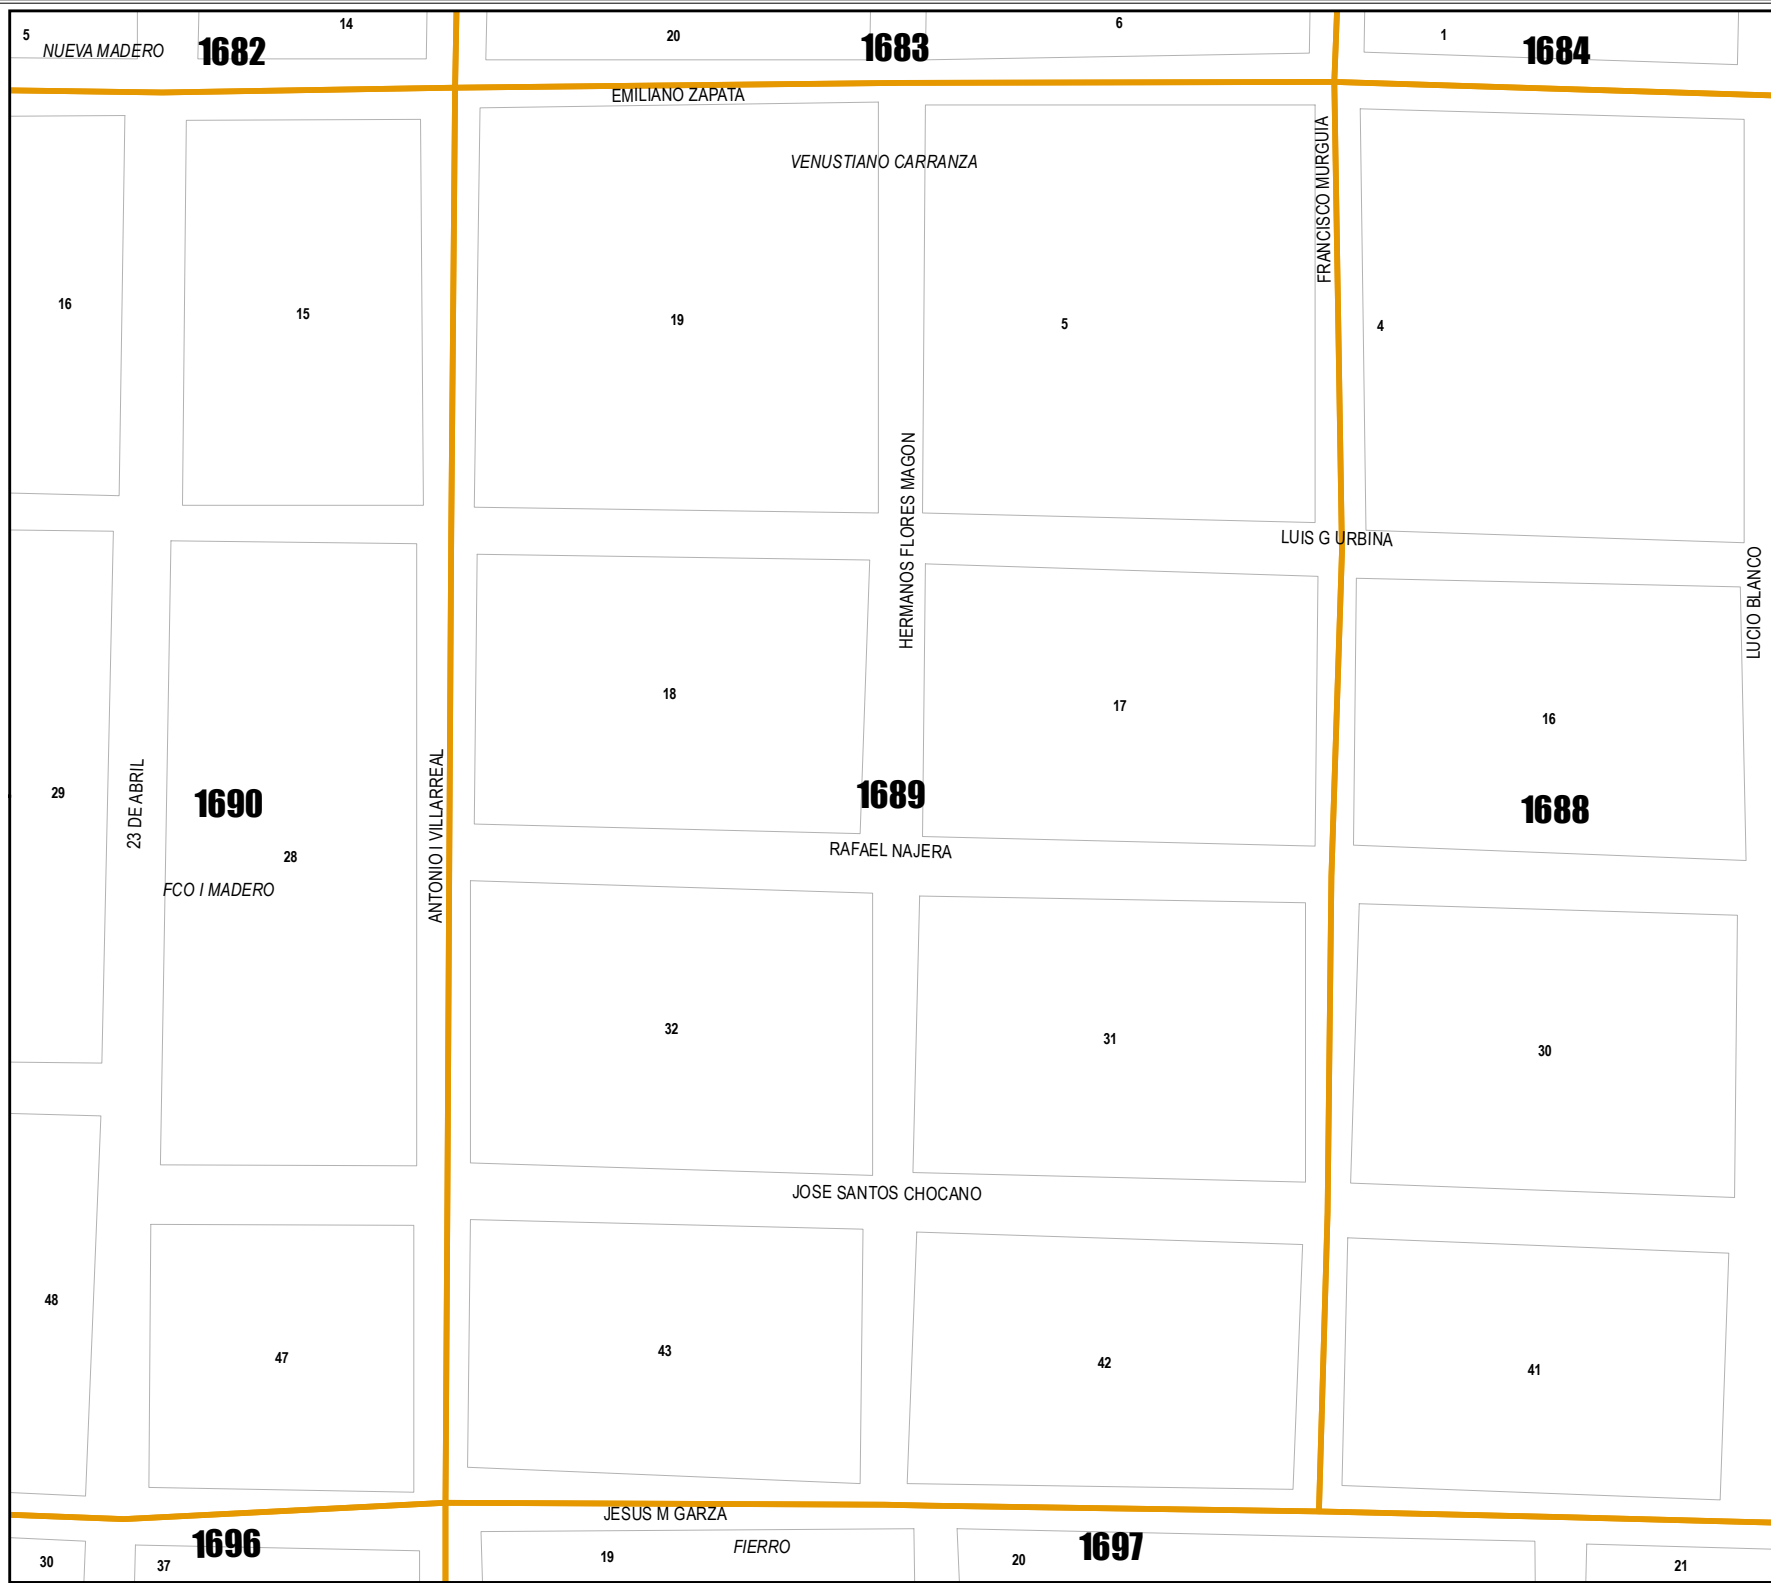 5
NUEVA MADERO
1682
14
20
1683
6
1
1684
EMILIANO ZAPATA
VENUSTIANO CARRANZA
FRANCISCO MURGUIA
16
15
19
5
4
HERMANOS FLORES MAGON
LUIS G URBINA
LUCIO BLANCO
18
17
16
29
23 DE ABRIL
1690
28
FCO I MADERO
ANTONIO I VILLARREAL
1689
1688
RAFAEL NAJERA
32
31
30
JOSE SANTOS CHOCANO
48
47
43
42
41
JESUS M GARZA
1696
FIERRO
1697
30
37
19
20
21